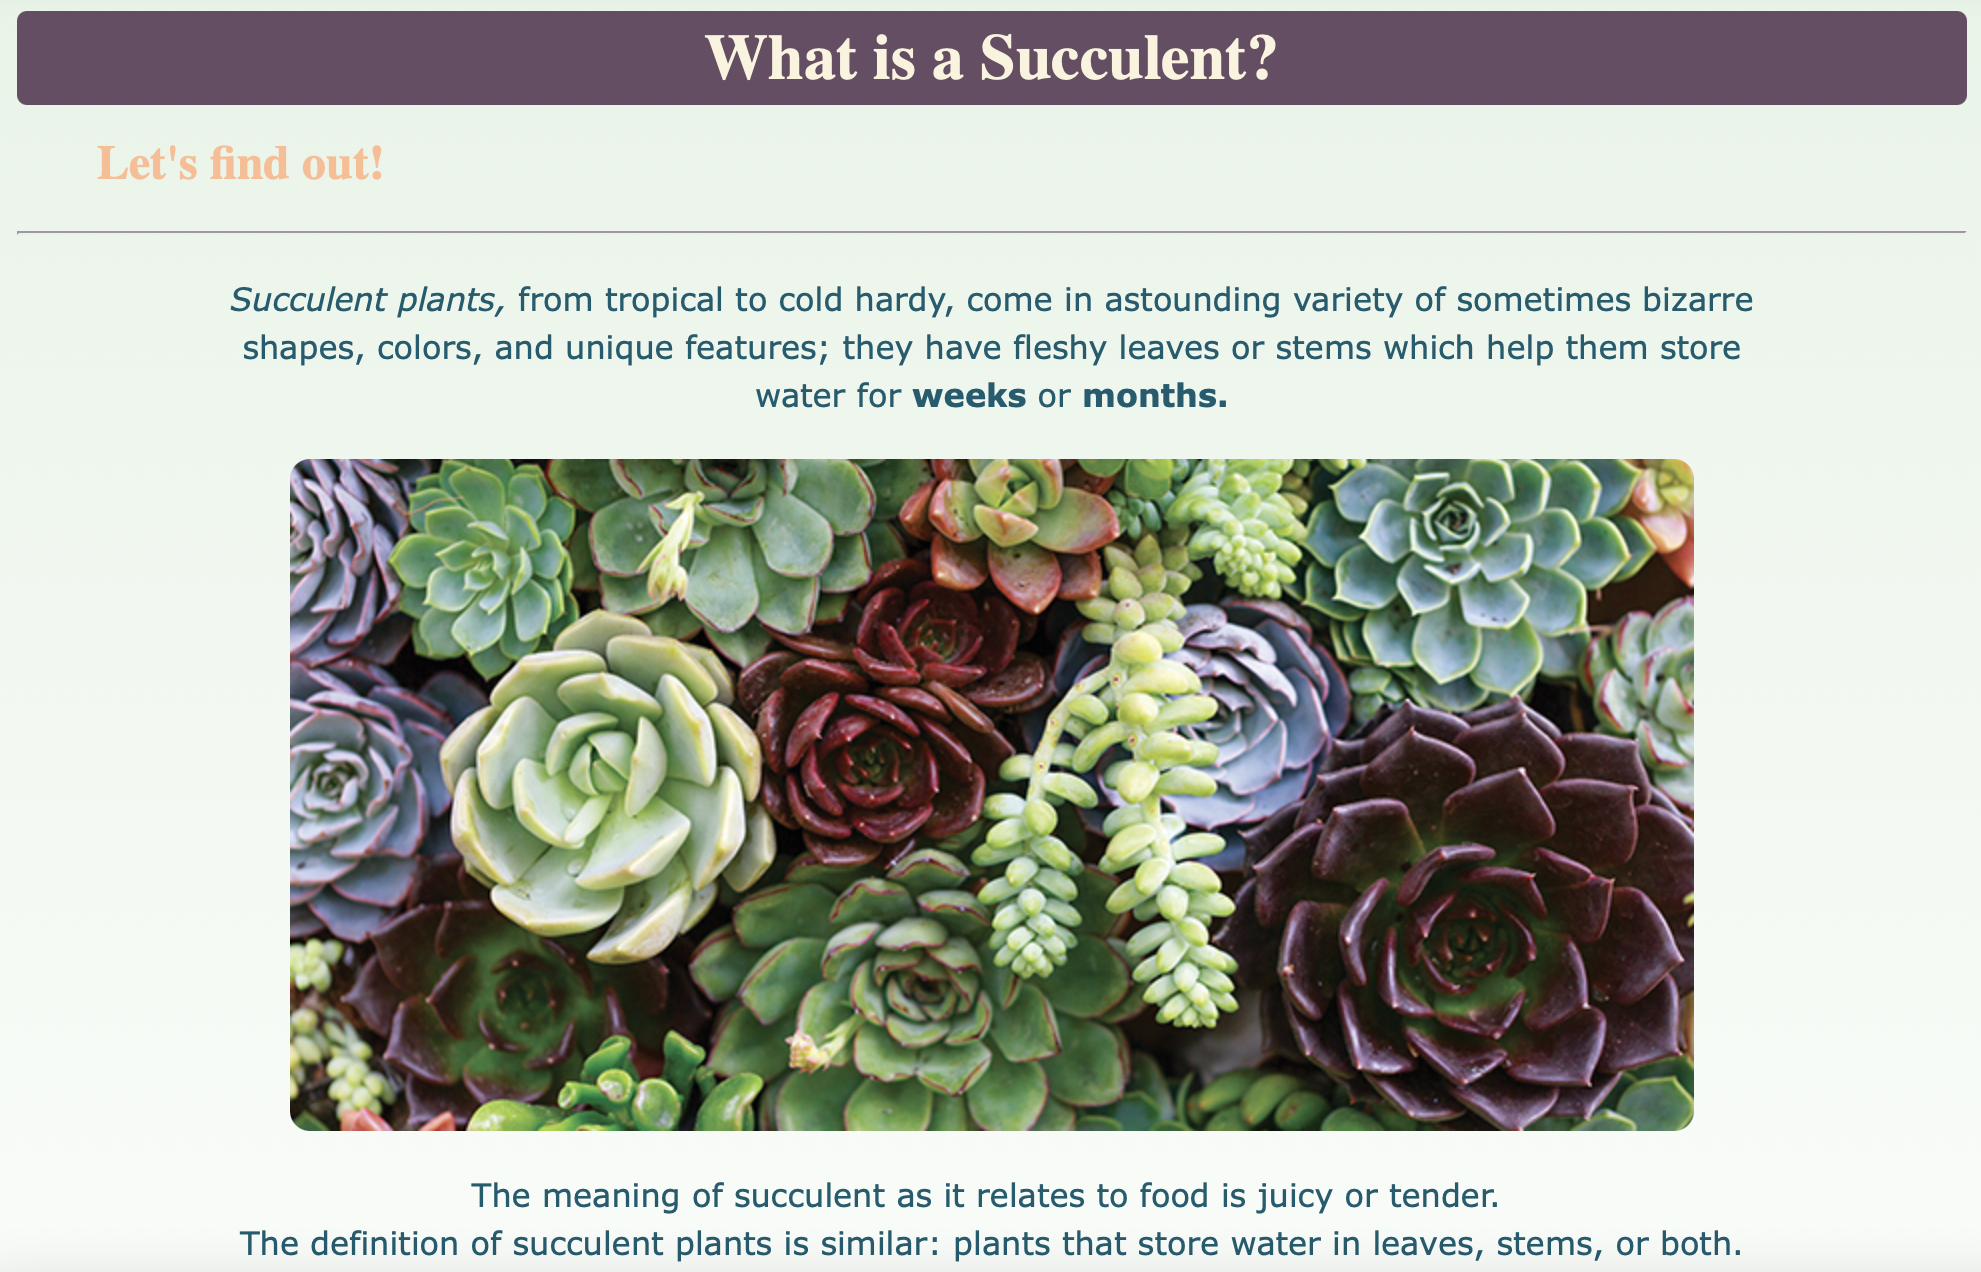 What is a Succulent?
Let's find out!
Succulent plants, from tropical to cold hardy, come in astounding variety of sometimes bizarre
shapes, colors, and unique features; they have fleshy leaves or stems which help them store
water for weeks or months.
The meaning of succulent as it relates to food is juicy or tender.
The definition of succulent plants is similar: plants that store water in leaves, stems, or both.